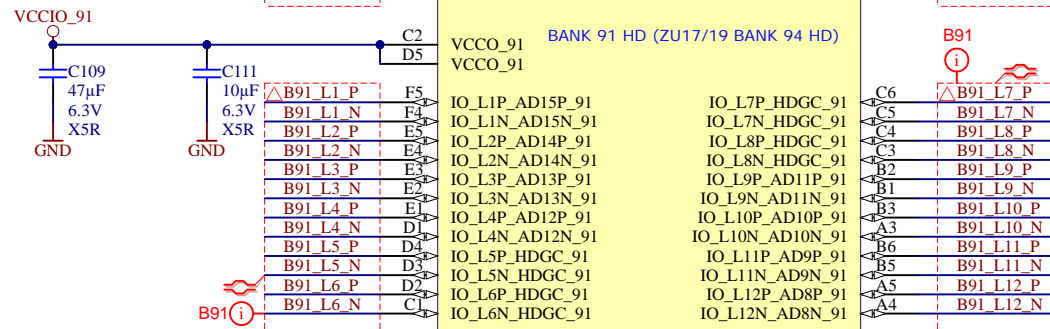 VCCIO_91
C109
47µF
6.3V
X5R
GND
C111
10µF
6.3V
X5R
GND
BANK 91 HD (ZU17/19 BANK 94 HD)
C2 VCCO_91
D5 VCCO_91
B91_L1_P F5 IO_L1P_AD15P_91
B91_L1_N F4 IO_L1N_AD15N_91
B91_L2_P E5 IO_L2P_AD14P_91
B91_L2_N E4 IO_L2N_AD14N_91
B91_L3_P E3 IO_L3P_AD13P_91
B91_L3_N E2 IO_L3N_AD13N_91
B91_L4_P E1 IO_L4P_AD12P_91
B91_L4_N D1 IO_L4N_AD12N_91
B91_L5_P D4 IO_L5P_HDGC_91
B91_L5_N D3 IO_L5N_HDGC_91
B91_L6_P D2 IO_L6P_HDGC_91
B91_L6_N C1 IO_L6N_HDGC_91
B91 i
B91
i
IO_L7P_HDGC_91 C6 B91_L7_P
IO_L7N_HDGC_91 C5 B91_L7_N
IO_L8P_HDGC_91 C4 B91_L8_P
IO_L8N_HDGC_91 C3 B91_L8_N
IO_L9P_AD11P_91 B2 B91_L9_P
IO_L9N_AD11N_91 B1 B91_L9_N
IO_L10P_AD10P_91 B3 B91_L10_P
IO_L10N_AD10N_91 A3 B91_L10_N
IO_L11P_AD9P_91 B6 B91_L11_P
IO_L11N_AD9N_91 B5 B91_L11_N
IO_L12P_AD8P_91 A5 B91_L12_P
IO_L12N_AD8N_91 A4 B91_L12_N